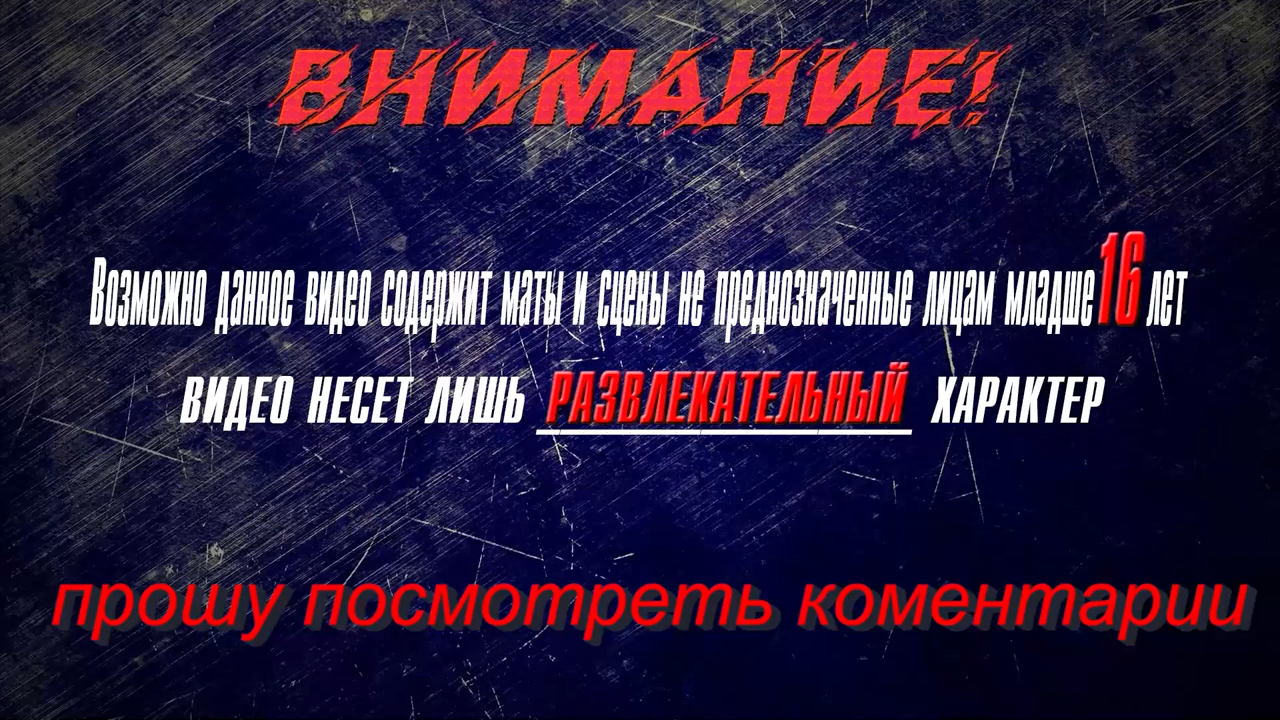 ВНИМАНИЕ!
Возможно данное видео содержит маты и сцены не преднозначенные лицам младше 16 лет
ВИДЕО НЕСЕТ ЛИШЬ РАЗВЛЕКАТЕЛЬНЫЙ ХАРАКТЕР
прошу посмотреть коментарии